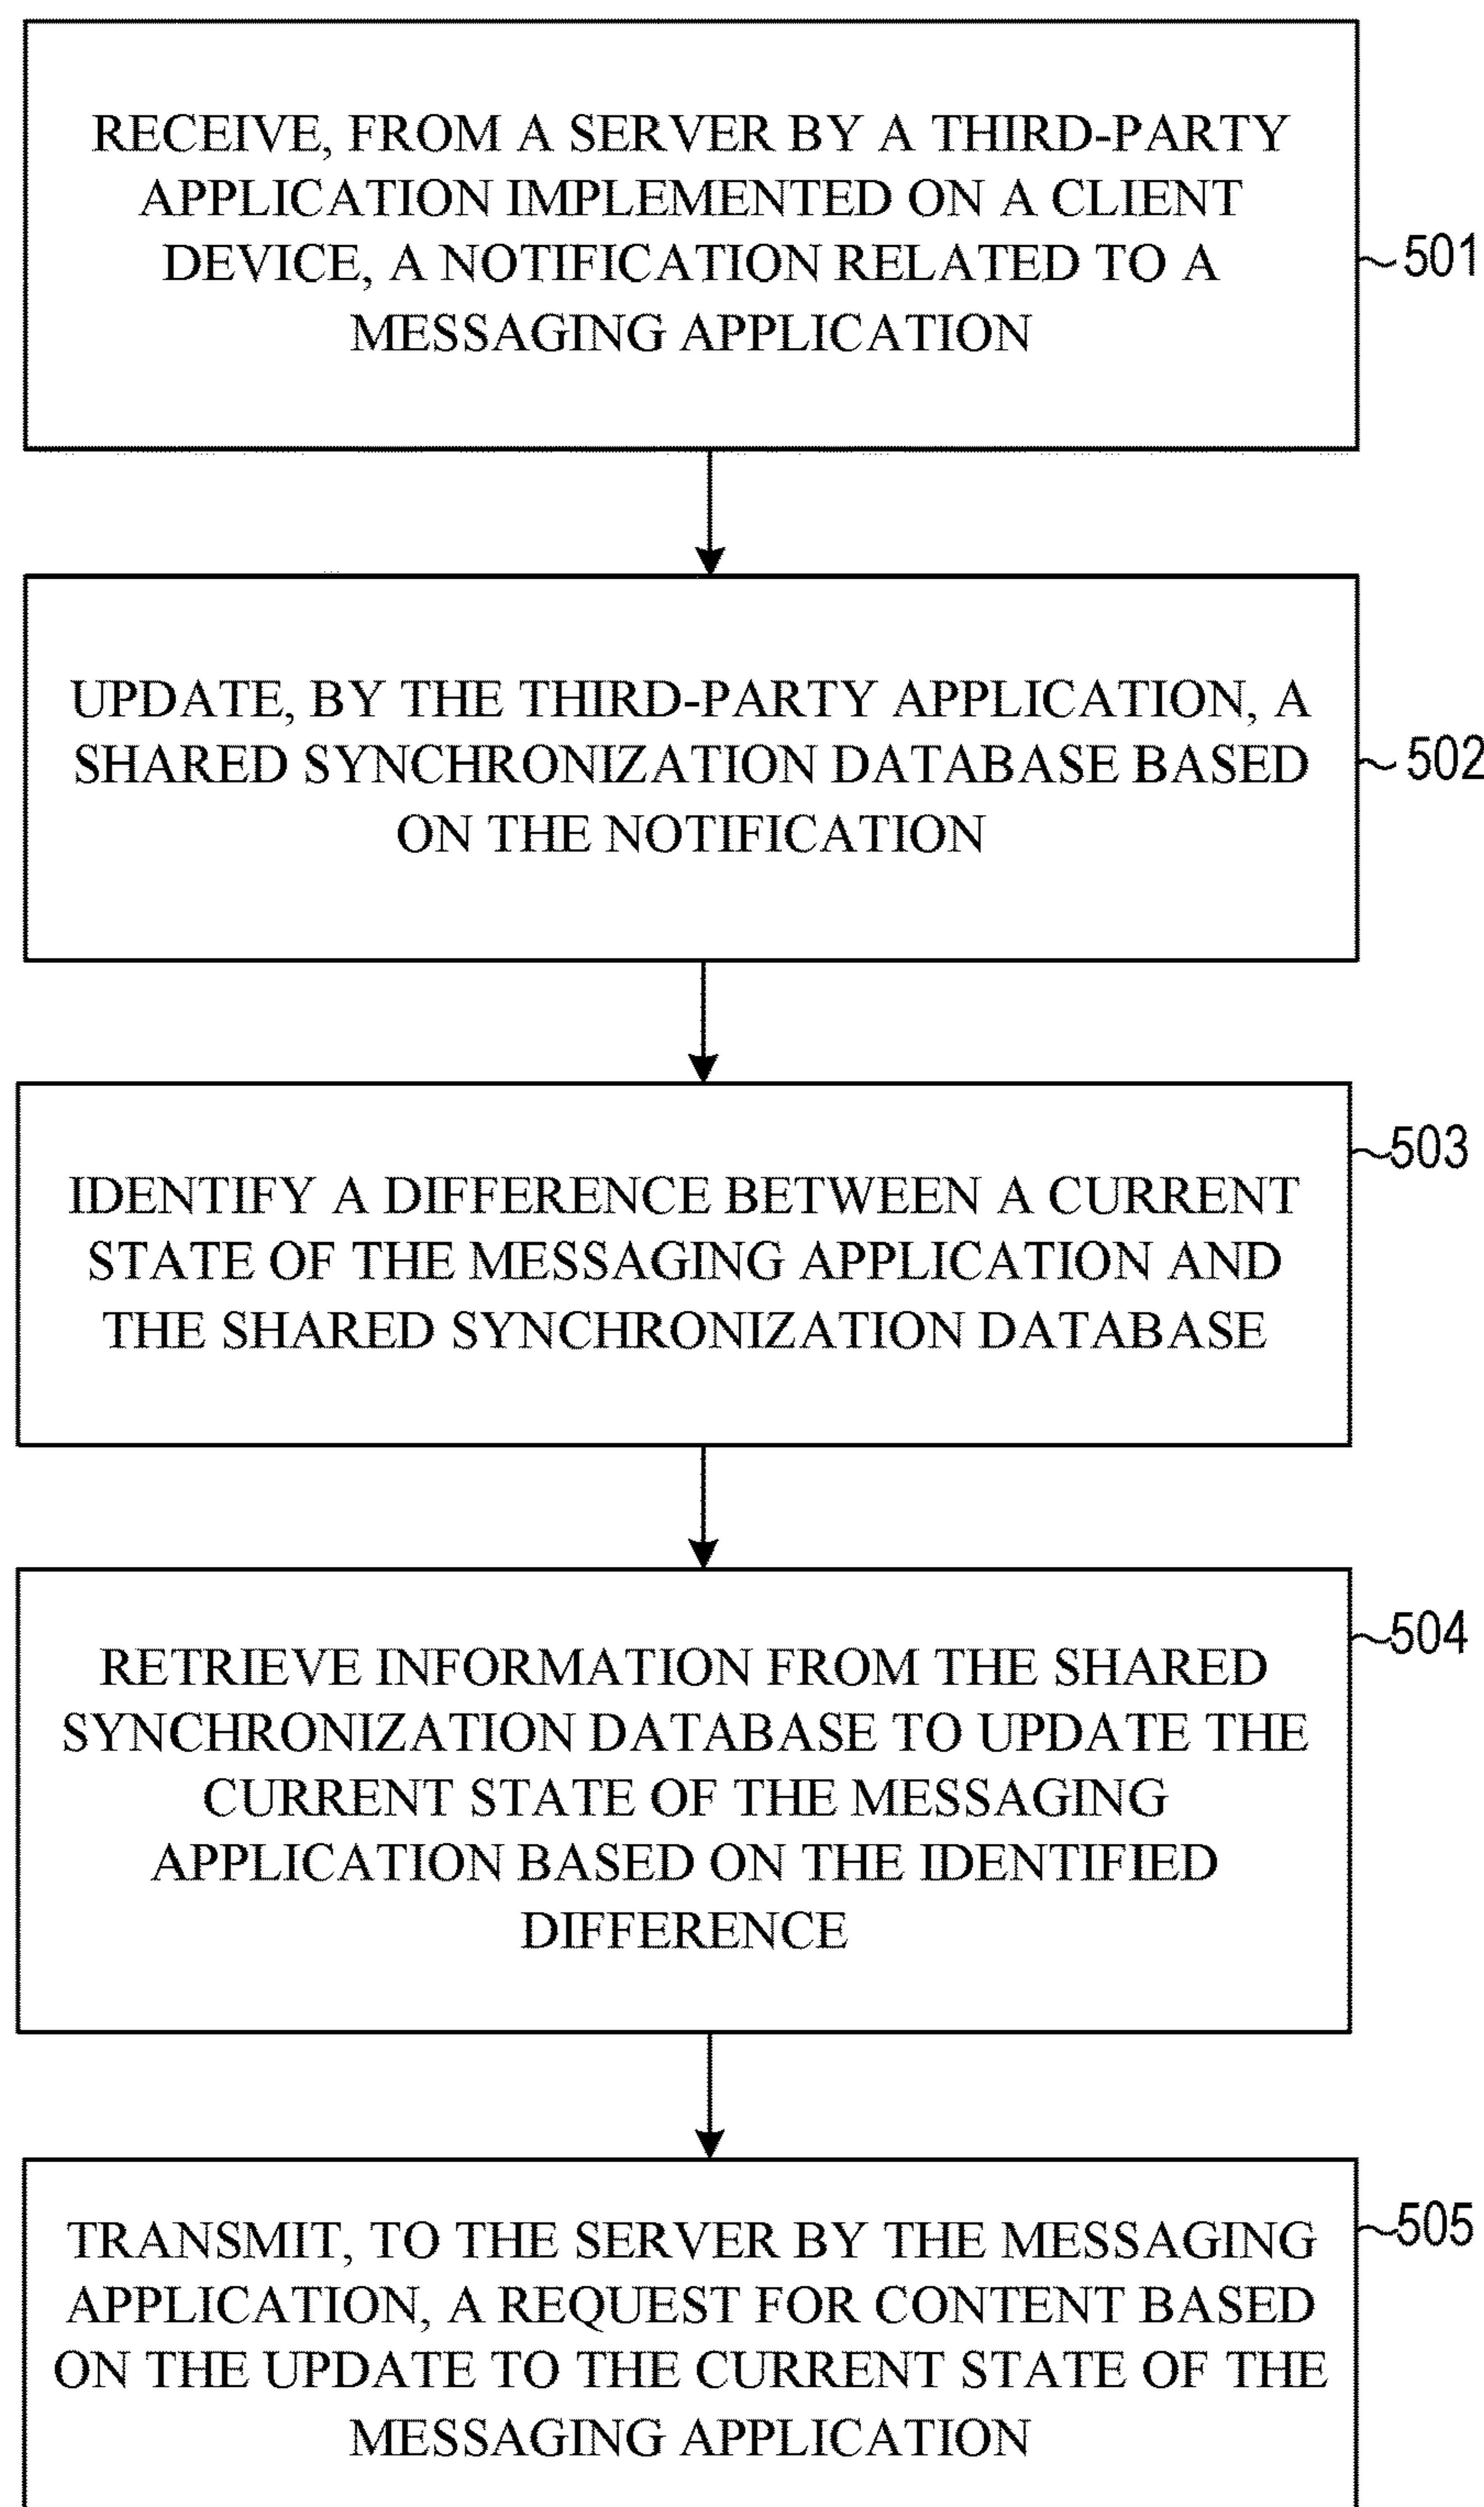 RECEIVE, FROM A SERVER BY A THIRD-PARTY
APPLICATION IMPLEMENTED ON A CLIENT
DEVICE, A NOTIFICATION RELATED TO A
MESSAGING APPLICATION
501
UPDATE, BY THE THIRD-PARTY APPLICATION, A
SHARED SYNCHRONIZATION DATABASE BASED
ON THE NOTIFICATION
502
IDENTIFY A DIFFERENCE BETWEEN A CURRENT
STATE OF THE MESSAGING APPLICATION AND
THE SHARED SYNCHRONIZATION DATABASE
503
RETRIEVE INFORMATION FROM THE SHARED
SYNCHRONIZATION DATABASE TO UPDATE THE
CURRENT STATE OF THE MESSAGING
APPLICATION BASED ON THE IDENTIFIED
DIFFERENCE
504
TRANSMIT, TO THE SERVER BY THE MESSAGING
APPLICATION, A REQUEST FOR CONTENT BASED
ON THE UPDATE TO THE CURRENT STATE OF THE
MESSAGING APPLICATION
505